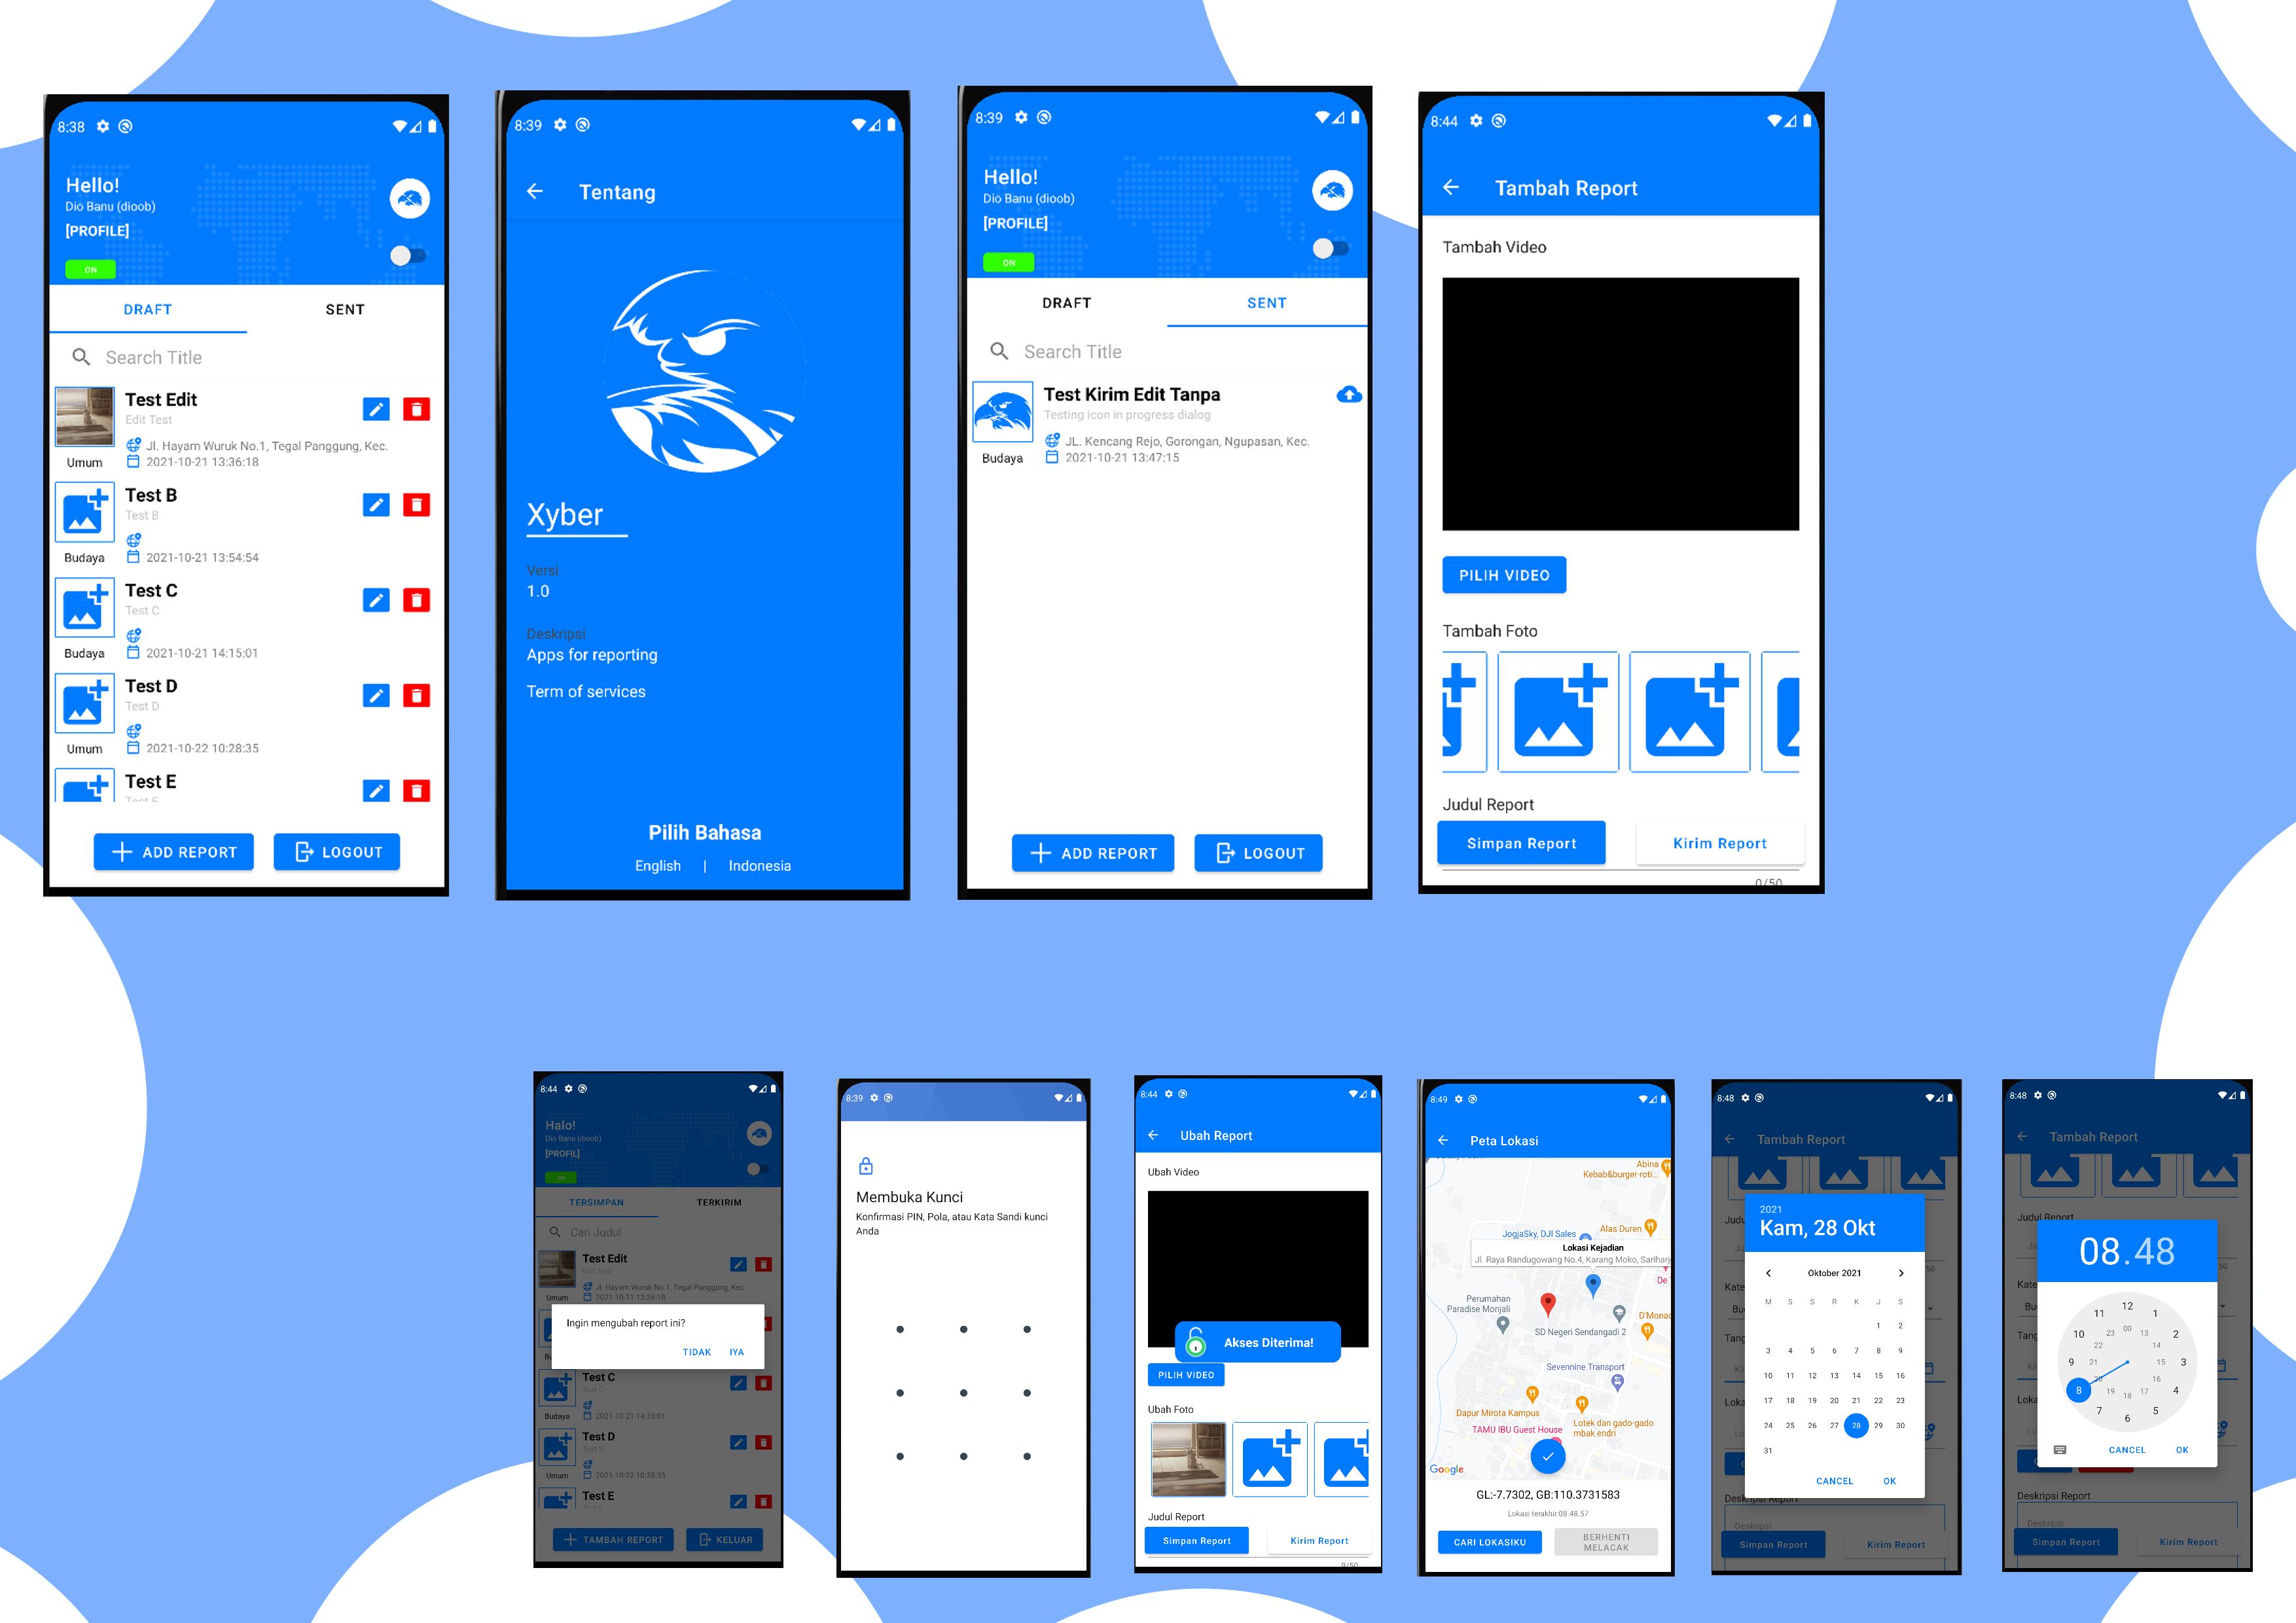 8:38
Hello!
Dio Banu (dioob)
[PROFILE]
ON
DRAFT SENT
Search Title
Test Edit
Edit Test
Jl. Hayam Wuruk No.1, Tegal Panggung, Kec.
Umum
2021-10-21 13:36:18
Test B
Test B
Budaya
2021-10-21 13:54:54
Test C
Test C
Budaya
2021-10-21 14:15:01
Test D
Test D
Umum
2021-10-22 10:28:35
Test E
Test E
ADD REPORT LOGOUT
8:39
Tentang
Xyber
Versi
1.0
Deskripsi
Apps for reporting
Term of services
Pilih Bahasa
English | Indonesia
8:39
Hello!
Dio Banu (dioob)
[PROFILE]
ON
DRAFT SENT
Search Title
Test Kirim Edit Tanpa
Testing icon in progress dialog
JL. Kencang Rejo, Gorongan, Ngupasan, Kec.
Budaya
2021-10-21 13:47:15
ADD REPORT LOGOUT
8:44
Tambah Report
Tambah Video
PILIH VIDEO
Tambah Foto
Judul Report
Simpan Report Kirim Report
0/50
8:44
Halo!
Dio Banu (dioob)
[PROFIL]
ON
TERSIMPAN TERKIRIM
Cari Judul
Test Edit
Edit Test
Jl. Hayam Wuruk No.1, Tegal Panggung, Kec.
Umum
2021-10-21 13:36:18
Ingin mengubah report ini?
TIDAK IYA
Test C
Test C
Budaya
2021-10-21 14:15:01
Test D
Test D
Umum
2021-10-22 10:28:35
Test E
TAMBAH REPORT KELUAR
8:39
Membuka Kunci
Konfirmasi PIN, Pola, atau Kata Sandi kunci
Anda
8:44
Ubah Report
Ubah Video
Akses Diterima!
PILIH VIDEO
Ubah Foto
Judul Report
Simpan Report Kirim Report
9/50
8:49
Peta Lokasi
Abina
Kebab&burger-roti...
Alas Duren
JogjaSky, DJI Sales
Lokasi Kejadian
Jl. Raya Randugowang No.4, Karang Moko, Sariharj
De
Perumahan
Paradise Monjali
D'Monac
SD Negeri Sendangadi 2
Sevennine Transport
Dapur Mirota Kampus
Lotek dan gado-gado
mbak endri
TAMU IBU Guest House
Google
GL:-7.7302, GB:110.3731583
Lokasi terakhir:08.48.57
CARI LOKASIKU
BERHENTI
MELACAK
8:48
Tambah Report
Judu
2021
Kam, 28 Okt
Kate
Oktober 2021
M S S R K J S
1 2
3 4 5 6 7 8 9
10 11 12 13 14 15 16
17 18 19 20 21 22 23
24 25 26 27 28 29 30
31
CANCEL OK
Tang
Loka
Deskripsi Report
Deskripsi
Simpan Report Kirim Report
8:48
Tambah Report
Judul Report
08.48
12
11 1
00
23 13
10 2
22 14
9 21 15 3
20 16
8 4
19 18 17
7 5
6
CANCEL OK
Kate
Tang
Loka
Deskripsi Report
Deskripsi
Simpan Report Kirim Report